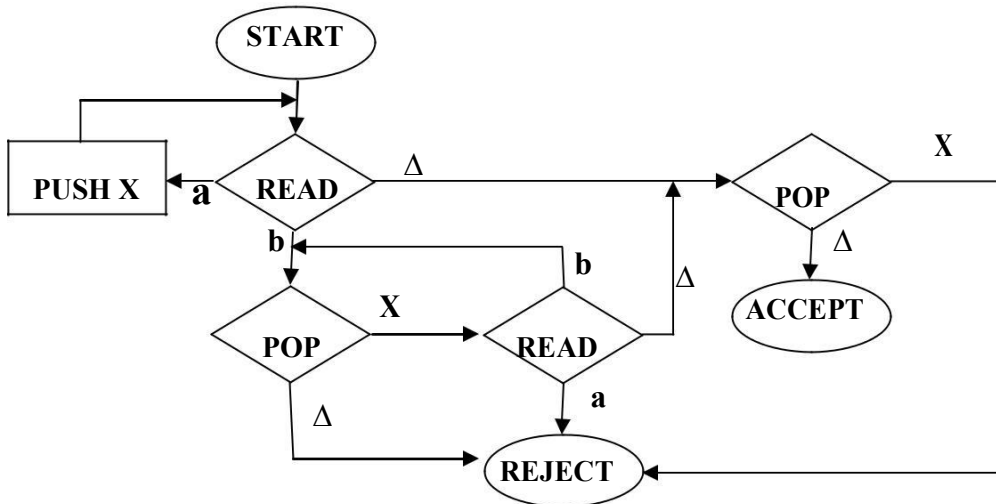 START
X
Δ
PUSH X
a
READ
POP
b
Δ
b
Δ
X
ACCEPT
POP
READ
Δ
a
REJECT